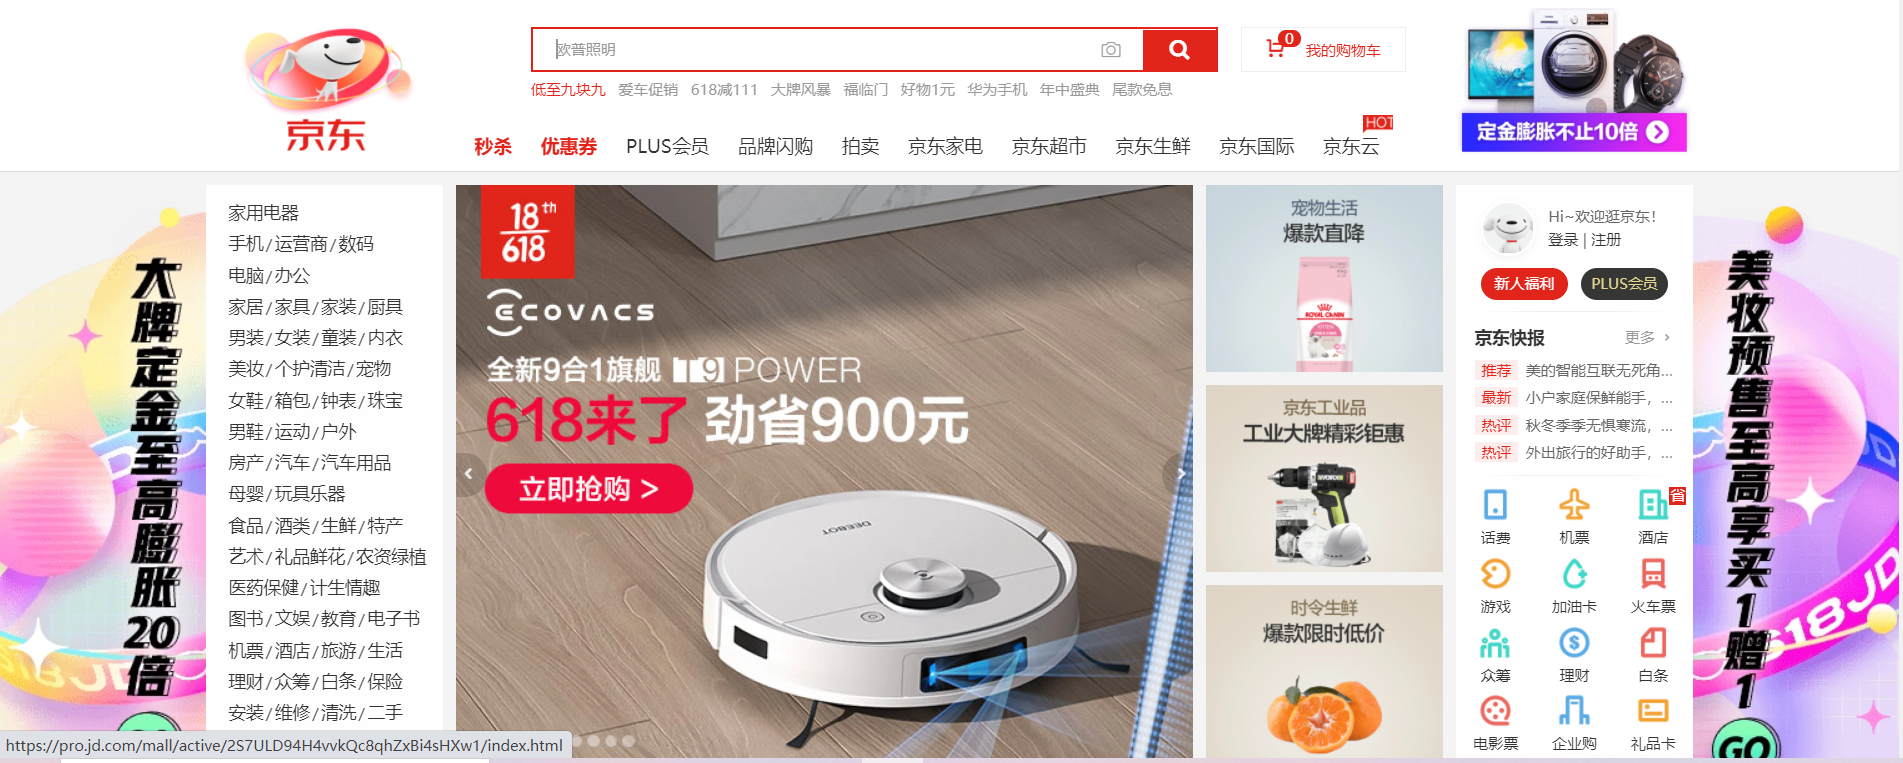 京东
欧普照明
0 我的购物车
低至九块九 爱车促销 618减111 大牌风暴 福临门 好物1元 华为手机 年中盛典 尾款免息
HOT
秒杀 优惠券 PLUS会员 品牌闪购 拍卖 京东家电 京东超市 京东生鲜 京东国际 京东云
定金膨胀不止10倍
大牌定金至高膨胀20倍
家用电器
手机/运营商/数码
电脑/办公
家居/家具/家装/厨具
男装/女装/童装/内衣
美妆/个护清洁/宠物
女鞋/箱包/钟表/珠宝
男鞋/运动/户外
房产/汽车/汽车用品
母婴/玩具乐器
食品/酒类/生鲜/特产
艺术/礼品鲜花/农资绿植
医药保健/计生情趣
图书/文娱/教育/电子书
机票/酒店/旅游/生活
理财/众筹/白条/保险
安装/维修/清洗/二手
18th
618
ECOVACS
全新9合1旗舰 T9 POWER
618来了 劲省900元
立即抢购 >
DEEBOT
宠物生活
爆款直降
ROYAL CANIN
KITTEN
京东工业品
工业大牌精彩钜惠
WORX
时令生鲜
爆款限时低价
Hi~欢迎逛京东!
登录 | 注册
新人福利 PLUS会员
京东快报 更多 >
推荐 美的智能互联无死角...
最新 小户家庭保鲜能手，...
热评 秋冬季季无惧寒流，...
热评 外出旅行的好助手，...
省
话费 机票 酒店
游戏 加油卡 火车票
众筹 理财 白条
电影票 企业购 礼品卡
美妆预售至高享买1赠1
618JD
GO
https://pro.jd.com/mall/active/2S7ULD94H4vvkQc8qhZxBi4sHXw1/index.html